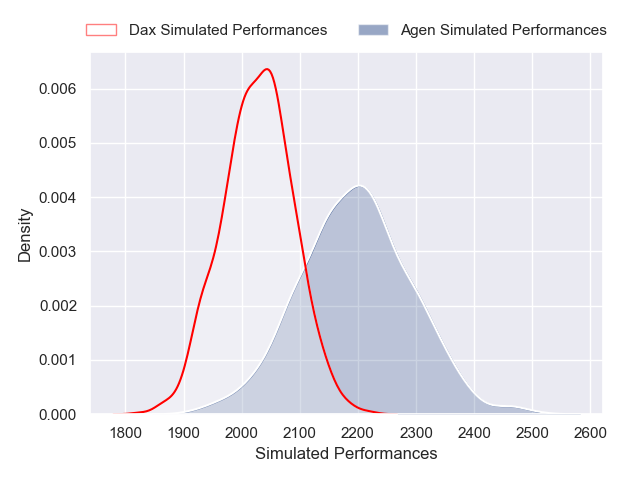 Dax Simulated Performances Agen Simulated Performances
0.006
0.005
0.004
0.003
0.002
0.001
0.000
Density
1800 1900 2000 2100 2200 2300 2400 2500 2600
Simulated Performances